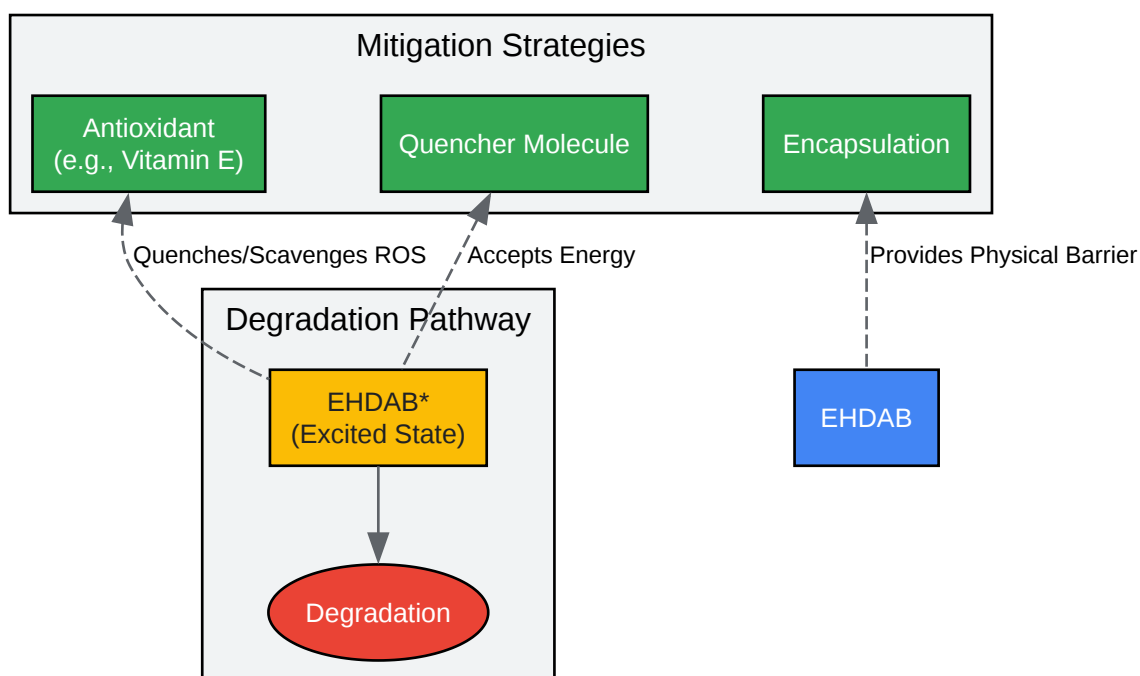 Mitigation Strategies
Antioxidant
(e.g., Vitamin E)
Quencher Molecule
Encapsulation
Quenches/Scavenges ROS
Accepts Energy
Provides Physical Barrier
Degradation Pathway
EHDAB*
(Excited State)
EHDAB
Degradation